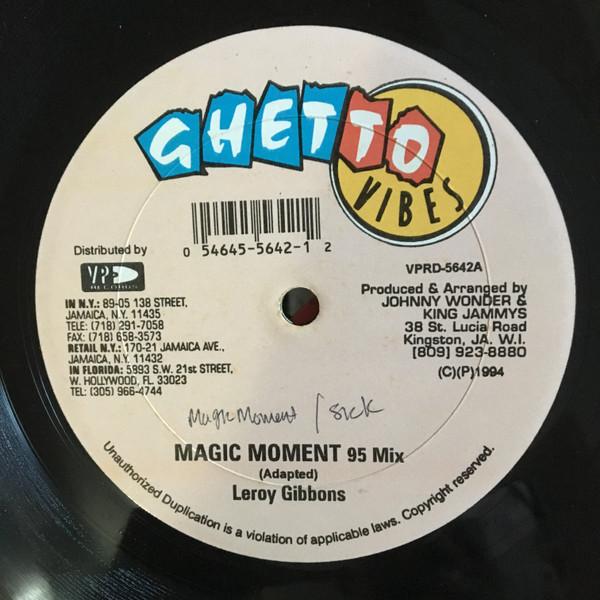 GHETTO
VIBES
0 54645-5642-1 2
Distributed by
VP
RECORDS
IN N.Y.: 89-05 138 STREET,
JAMAICA, N.Y. 11435
TELE: (718) 291-7058
FAX: (718) 658-3573
RETAIL N.Y.: 170-21 JAMAICA AVE.,
JAMAICA, N.Y. 11432
IN FLORIDA: 5893 S.W. 21st STREET,
W. HOLLYWOOD, FL 33023
TEL: (305) 966-4744
VPRD-5642A
Produced & Arranged by
JOHNNY WONDER &
KING JAMMYS
38 St. Lucia Road
Kingston, JA. W.I.
[809] 923-8880
(C)(P)1994
Magic Moment / sick
MAGIC MOMENT 95 Mix
(Adapted)
Leroy Gibbons
Unauthorized Duplication is a violation of applicable laws. Copyright reserved.